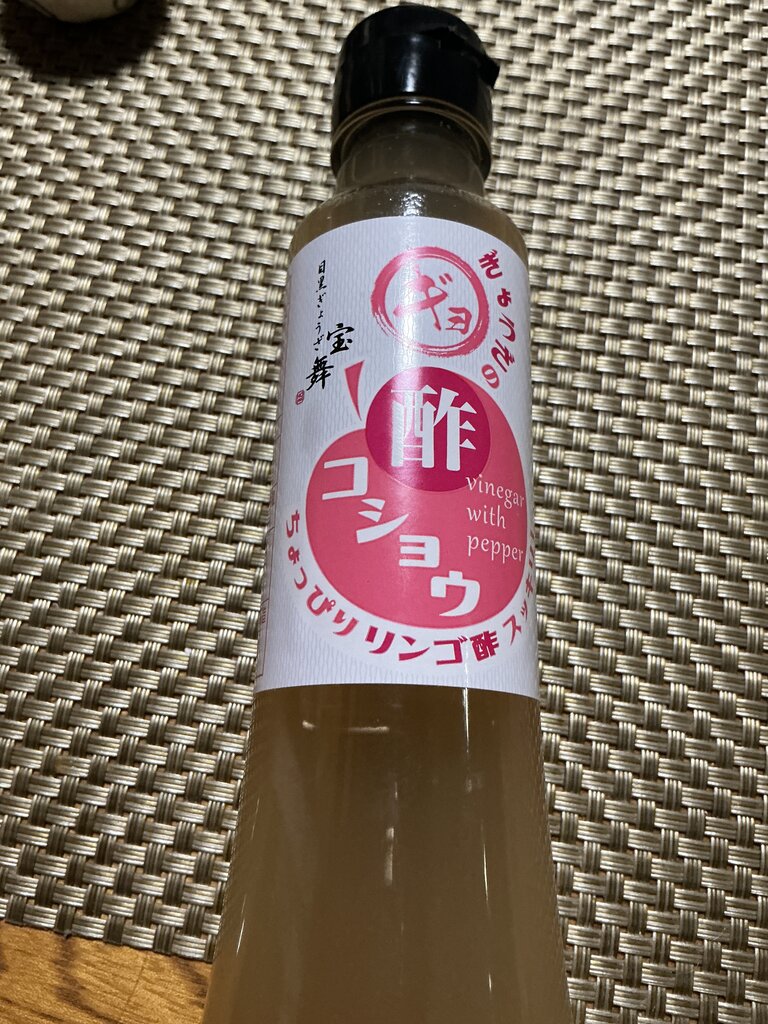 目黒ぎょうざ
宝舞
ギョ
ぎょうざの
酢
コショウ
vinegar
with
pepper
ちょっぴりリンゴ酢